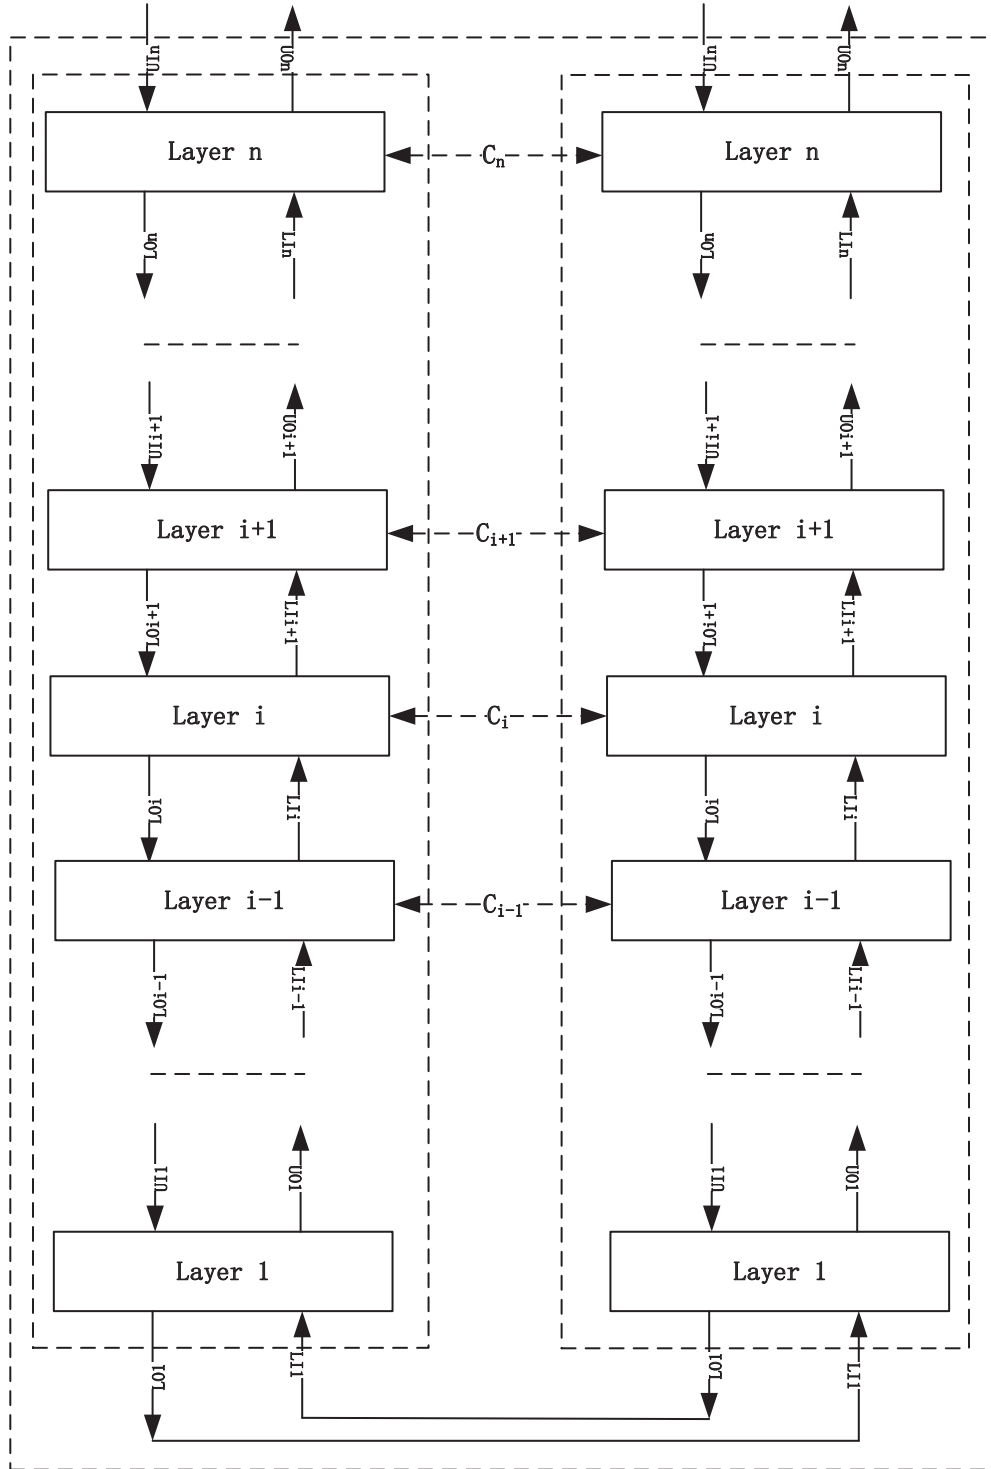 UIn UOn UIn UOn
Layer n Cn Layer n
LOn LIn LOn LIn
UIi+1 UOi+1 UIi+1 UOi+1
Layer i+1 Ci+1 Layer i+1
LOi+1 LIi+1 LOi+1 LIi+1
Layer i Ci Layer i
LOi LIi LOi LIi
Layer i-1 Ci-1 Layer i-1
LOi-1 LIi-1 LOi-1 LIi-1
UI1 UO1 UI1 UO1
Layer 1 Layer 1
LO1 LI1 LO1 LI1